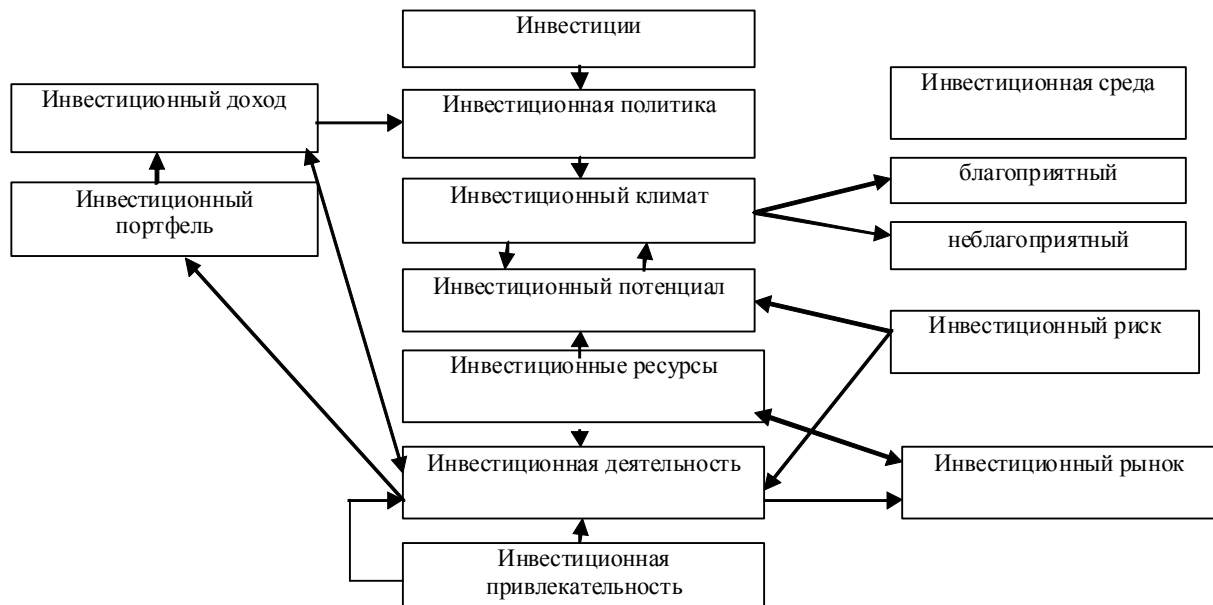 Инвестиции
Инвестиционная среда
Инвестиционный доход
Инвестиционная политика
благоприятный
Инвестиционный
портфель
Инвестиционный климат
неблагоприятный
Инвестиционный потенциал
Инвестиционный риск
Инвестиционные ресурсы
Инвестиционная деятельность
Инвестиционный рынок
Инвестиционная
привлекательность